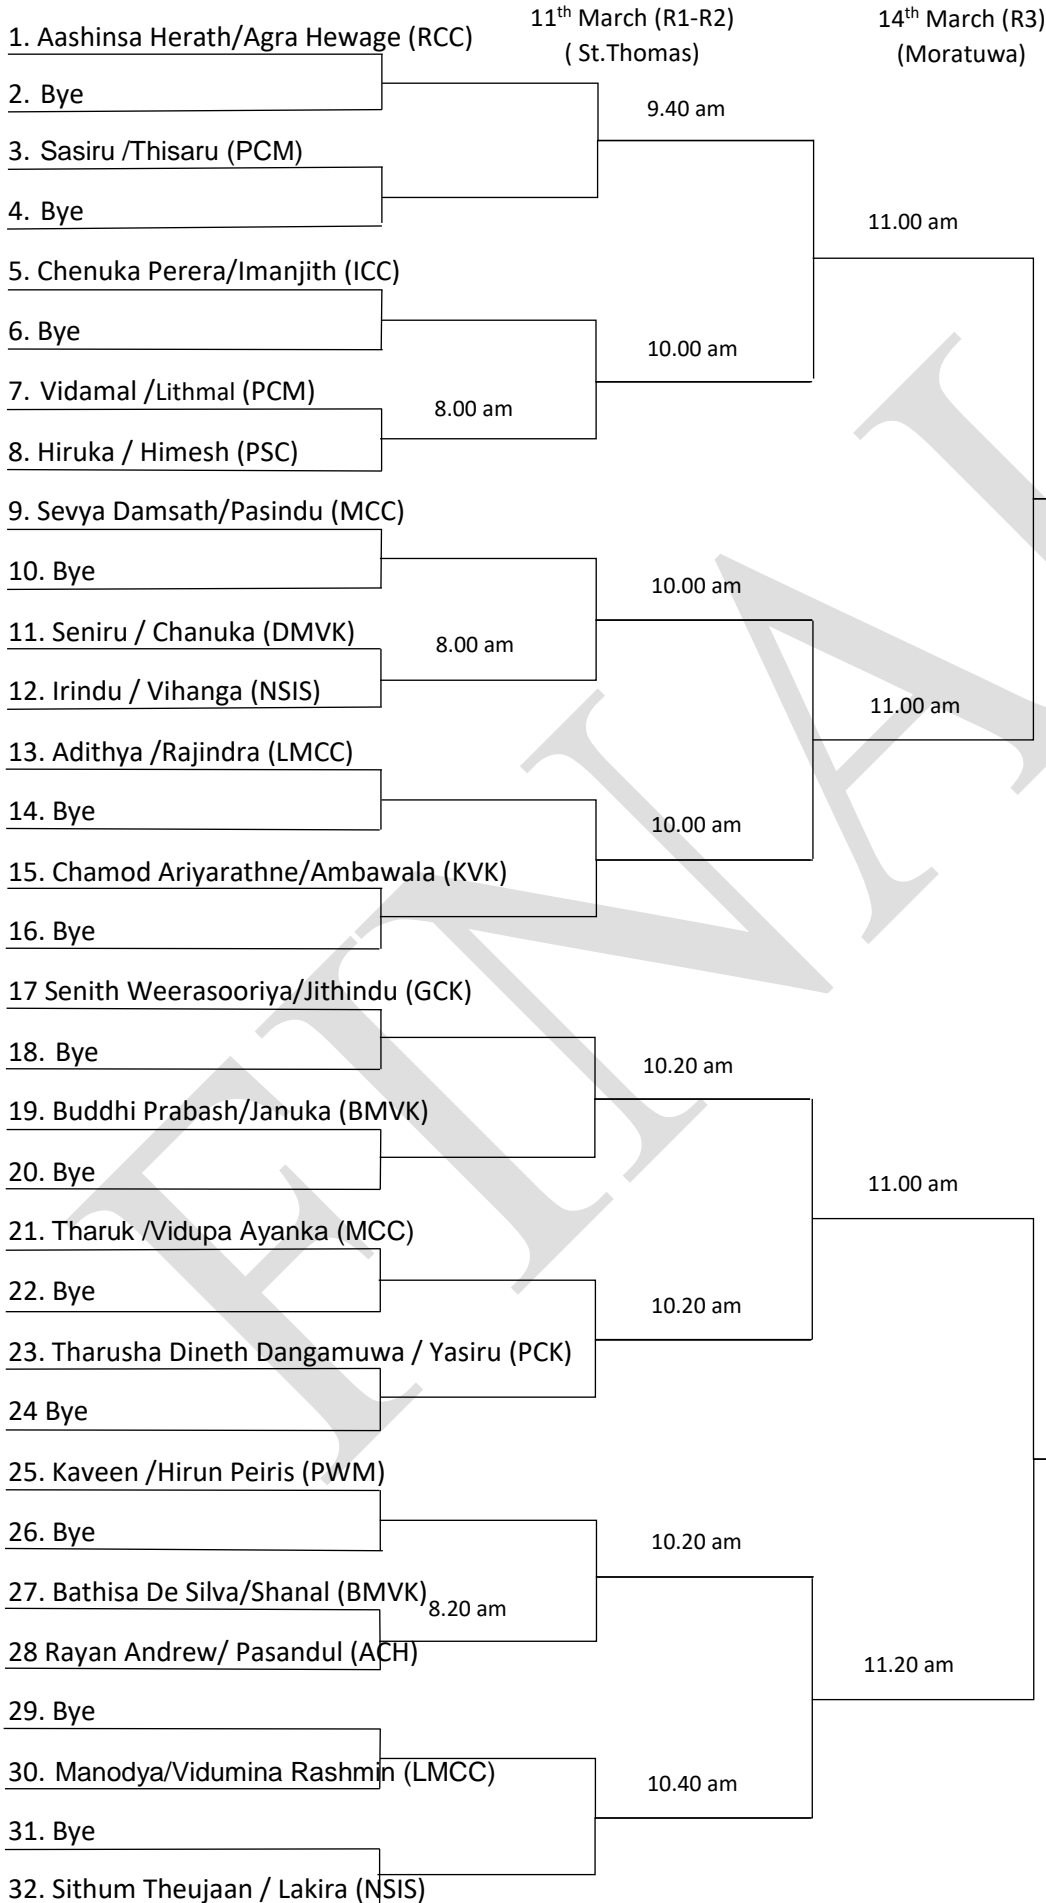 11th March (R1-R2)
( St.Thomas)
14th March (R3)
(Moratuwa)
1. Aashinsa Herath/Agra Hewage (RCC)
2. Bye
9.40 am
3. Sasiru /Thisaru (PCM)
4. Bye
11.00 am
5. Chenuka Perera/Imanjith (ICC)
6. Bye
10.00 am
7. Vidamal /Lithmal (PCM)
8.00 am
8. Hiruka / Himesh (PSC)
9. Sevya Damsath/Pasindu (MCC)
10. Bye
10.00 am
11. Seniru / Chanuka (DMVK)
8.00 am
12. Irindu / Vihanga (NSIS)
11.00 am
13. Adithya /Rajindra (LMCC)
14. Bye
10.00 am
15. Chamod Ariyarathne/Ambawala (KVK)
16. Bye
17 Senith Weerasooriya/Jithindu (GCK)
18. Bye
10.20 am
19. Buddhi Prabash/Januka (BMVK)
20. Bye
11.00 am
21. Tharuk /Vidupa Ayanka (MCC)
22. Bye
10.20 am
23. Tharusha Dineth Dangamuwa / Yasiru (PCK)
24 Bye
25. Kaveen /Hirun Peiris (PWM)
26. Bye
10.20 am
27. Bathisa De Silva/Shanal (BMVK)
8.20 am
28 Rayan Andrew/ Pasandul (ACH)
11.20 am
29. Bye
30. Manodya/Vidumina Rashmin (LMCC)
10.40 am
31. Bye
32. Sithum Theujaan / Lakira (NSIS)